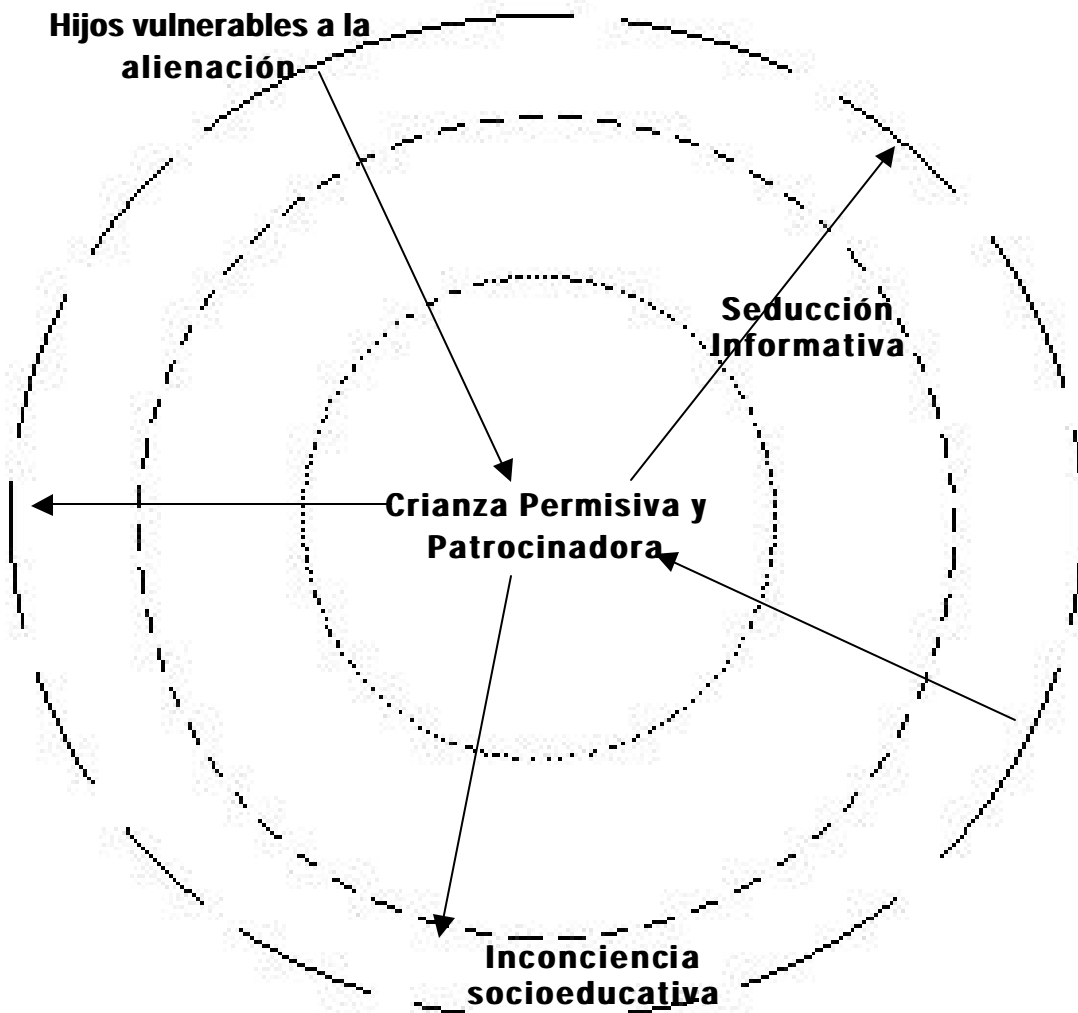 Hijos vulnerables a la
alienación
Seducción
Informativa
Crianza Permisiva y
Patrocinadora
Inconciencia
socioeducativa